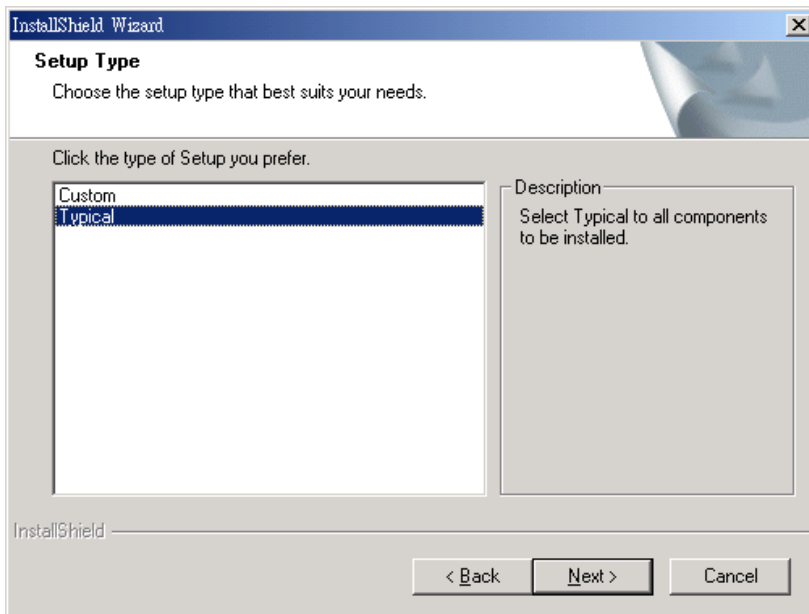 InstallShield Wizard
Setup Type
Choose the setup type that best suits your needs.
Click the type of Setup you prefer.
Custom
Typical
Description
Select Typical to all components
to be installed.
InstallShield
< Back
Next >
Cancel